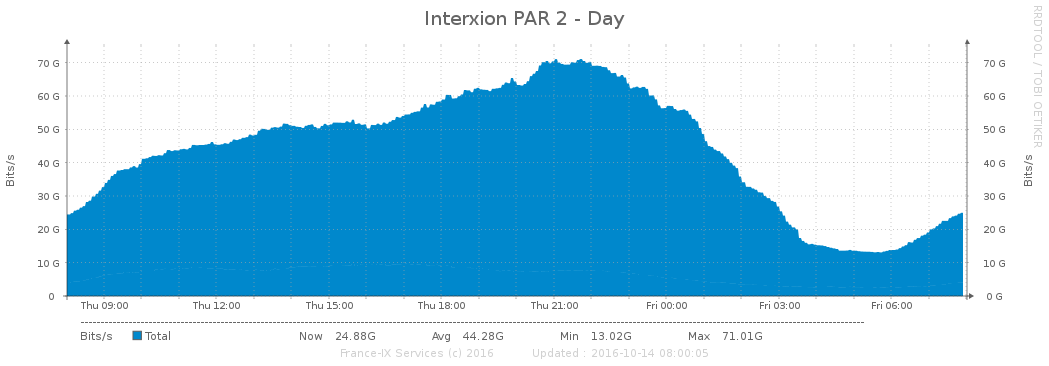 Interxion PAR 2 - Day
RRDTOOL / TOBI OETIKER
Bits/s
70 G 70 G
60 G 60 G
50 G 50 G
40 G 40 G
30 G 30 G
20 G 20 G
10 G 10 G
0 0 G
Bits/s
Thu 09:00 Thu 12:00 Thu 15:00 Thu 18:00 Thu 21:00 Fri 00:00 Fri 03:00 Fri 06:00
Bits/s Total Now 24.88G Avg 44.28G Min 13.02G Max 71.01G
France-IX Services (c) 2016 Updated : 2016-10-14 08:00:05